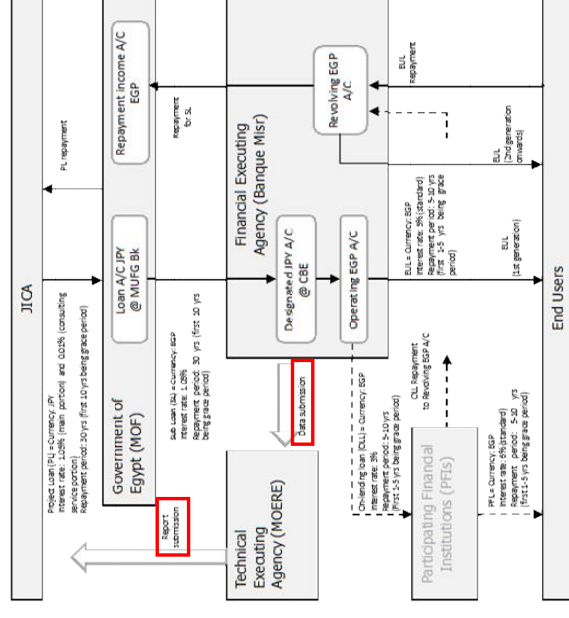 JICA
Project Loan (PL) = Currency: JPY
Interest rate: 1.05% (main portion) and 0.01% (consulting
service portion)
Repayment period: 30 yrs (first 10 yrs being grace period)
PL repayment
Government of
Egypt (MOF)
Loan A/C JPY
@ MUFG Bk
Repayment income A/C
EGP
Report
submission
Sub Loan (SL) = Currency: EGP
Interest rate: 1.05%
Repayment period: 30 yrs (first 10 yrs
being grace period)
Repayment
for SL
Technical
Executing
Agency (MOERE)
Data submission
Financial Executing
Agency (Banque Misr)
Designated JPY A/C
@ CBE
Operating EGP A/C
Revolving EGP
A/C
On-lending loan (OLL) = Currency: EGP
Interest rate: 3%
Repayment period: 5-10 yrs
(First 1-5 yrs being grace period)
OLL Repayment
to Revolving EGP A/C
EUL = Currency: EGP
Interest rate: 5% (standard)
Repayment period: 5-10 yrs
(first 1-5 yrs being grace
period)
EUL
(1st generation)
EUL
(2nd generation
onwards)
EUL
Repayment
Participating Financial
Institutions (PFIs)
PFL = Currency: EGP
Interest rate: 6% (standard)
Repayment period: 5-10 yrs
(first 1-5 yrs being grace period)
End Users